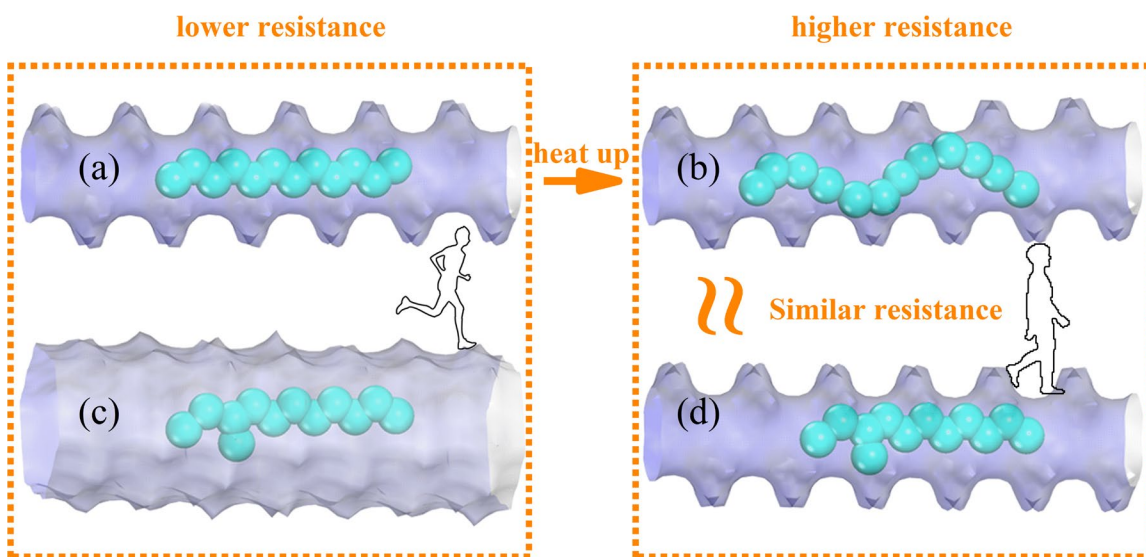 lower resistance
higher resistance
(a)
heat up
(b)
Similar resistance
(c)
(d)